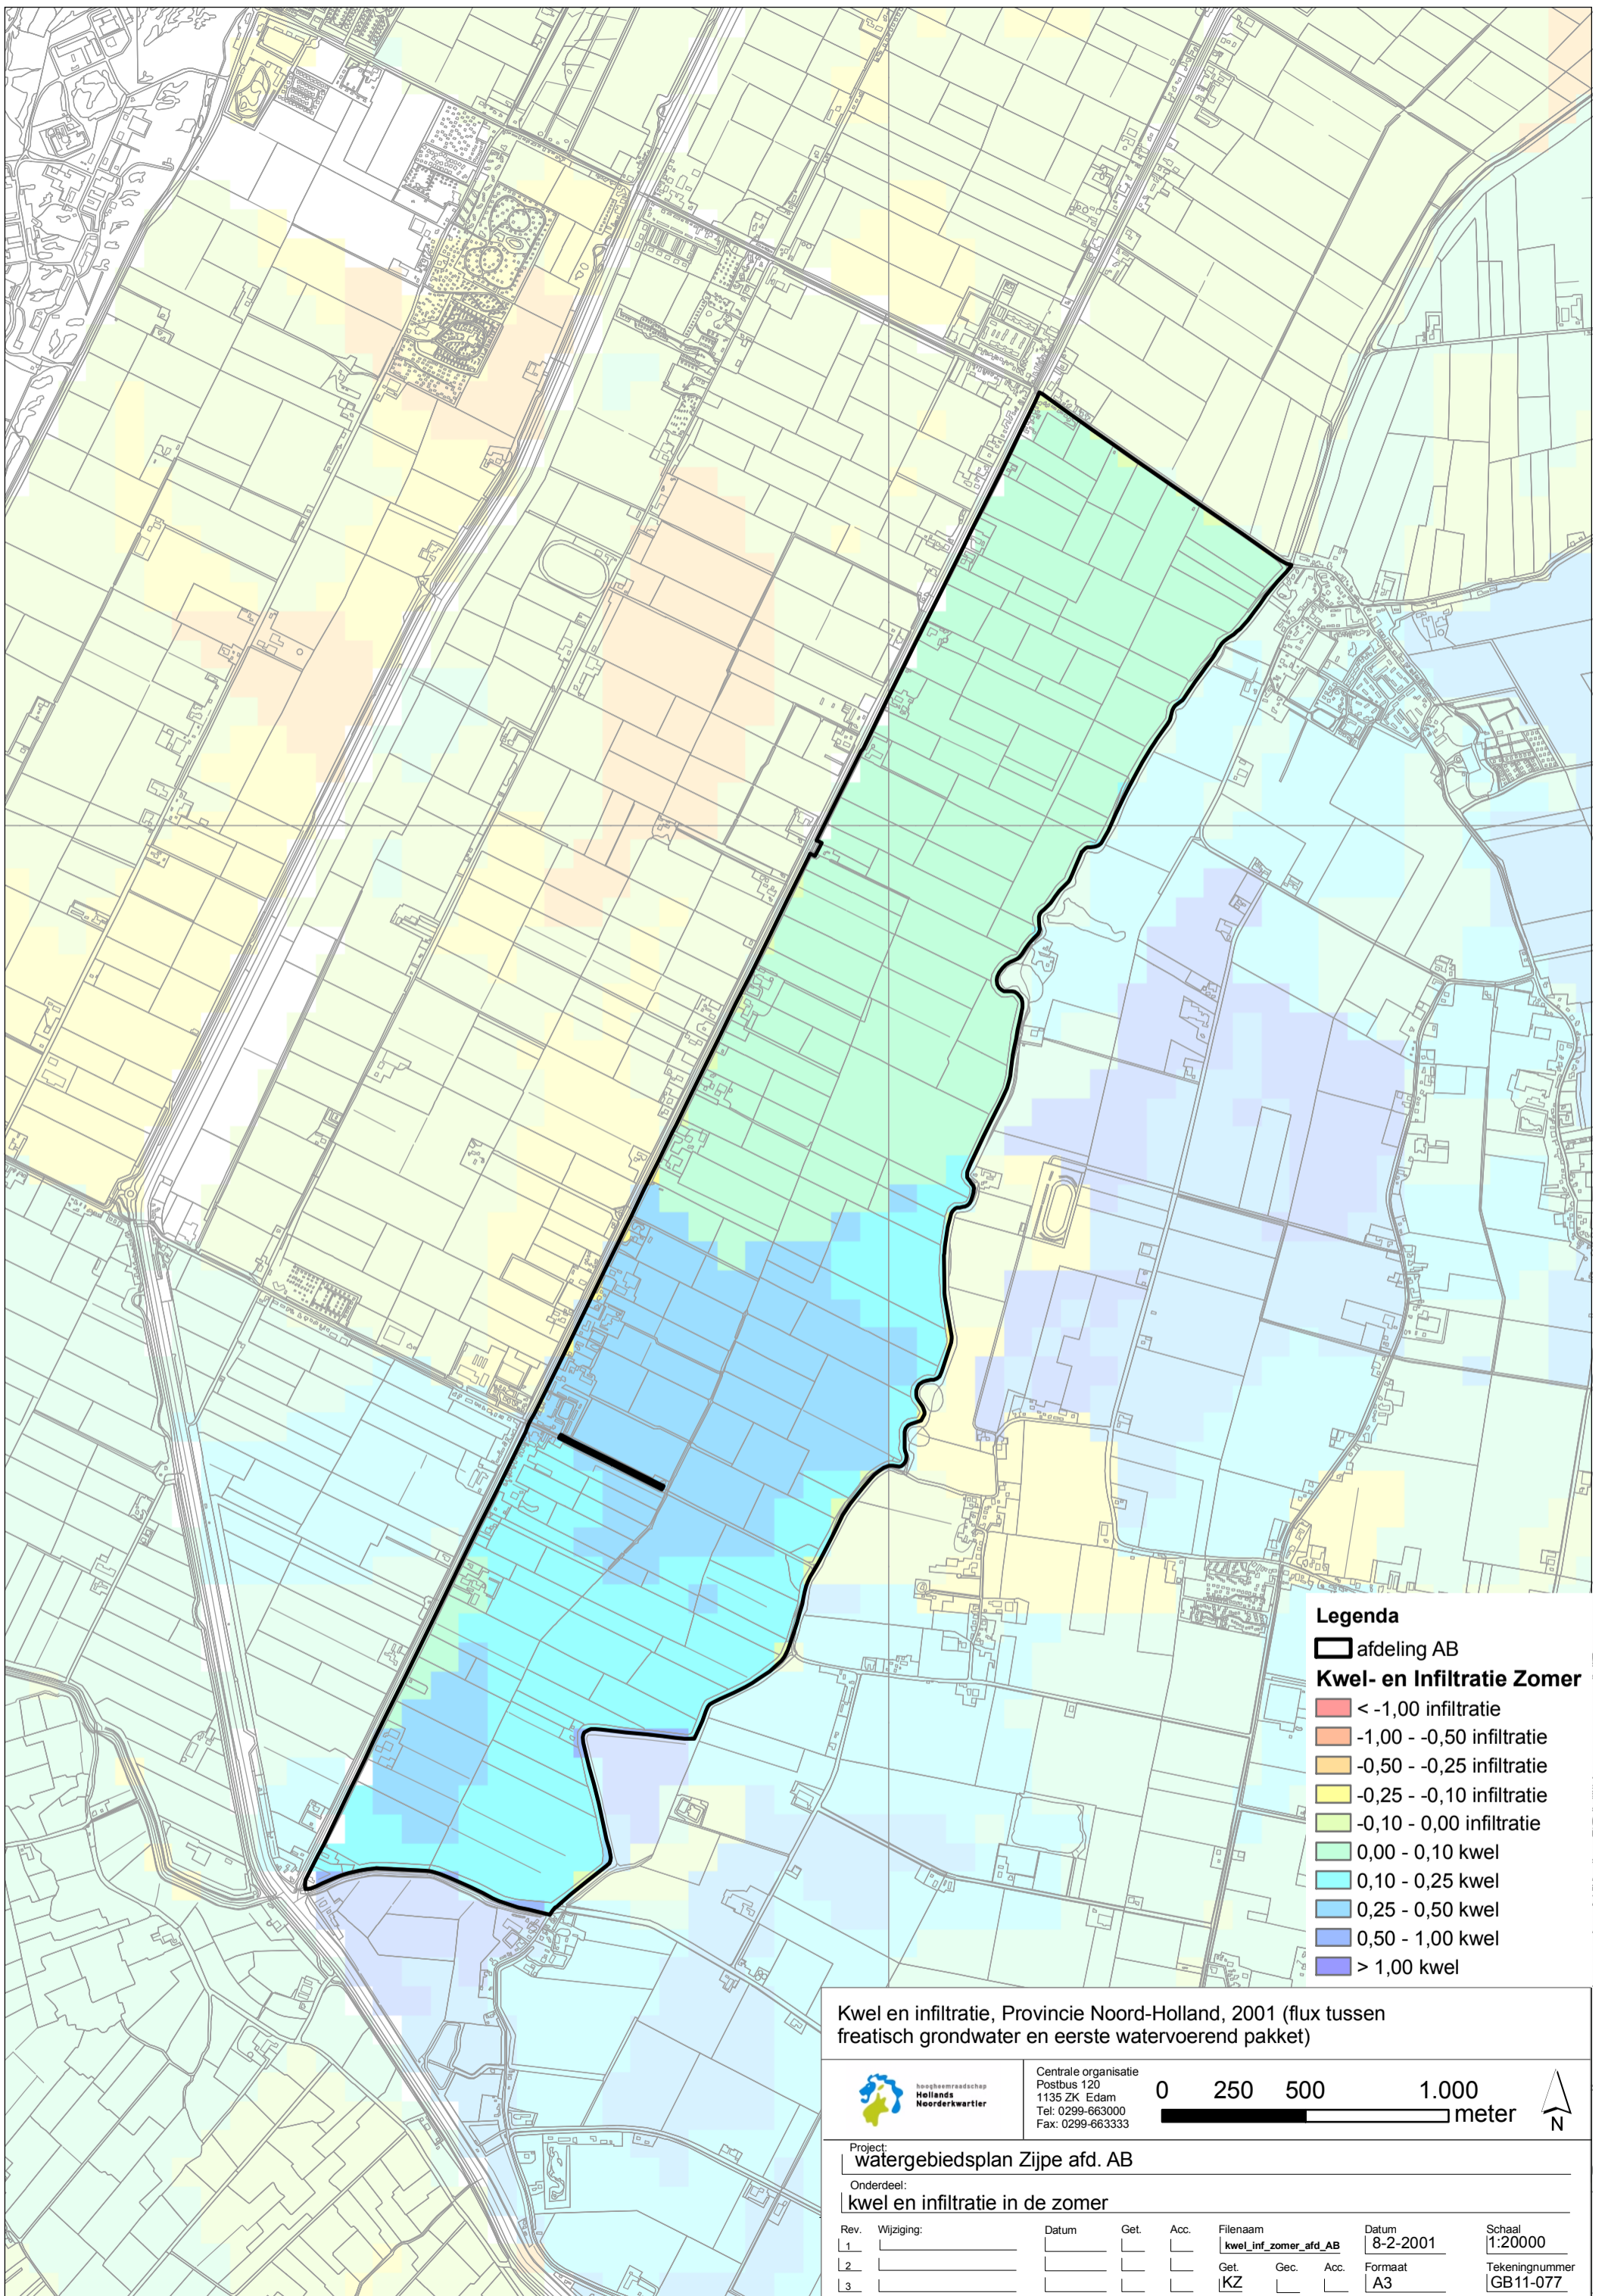 Legenda
afdeling AB
Kwel- en Infiltratie Zomer
< -1,00 infiltratie
-1,00 - -0,50 infiltratie
-0,50 - -0,25 infiltratie
-0,25 - -0,10 infiltratie
-0,10 - 0,00 infiltratie
0,00 - 0,10 kwel
0,10 - 0,25 kwel
0,25 - 0,50 kwel
0,50 - 1,00 kwel
> 1,00 kwel
Kwel en infiltratie, Provincie Noord-Holland, 2001 (flux tussen
freatisch grondwater en eerste watervoerend pakket)
hoogheemraadschap
Hollands
Noorderkwartier
Centrale organisatie
Postbus 120
1135 ZK Edam
Tel: 0299-663000
Fax: 0299-663333
0 250 500 1.000
meter
N
Project:
watergebiedsplan Zijpe afd. AB
Onderdeel:
kwel en infiltratie in de zomer
Rev. Wijziging: Datum Get. Acc. Filenaam Datum Schaal
1 kwel_inf_zomer_afd_AB 8-2-2001 1:20000
2 Get. Gec. Acc. Formaat Tekeningnummer
3 KZ A3 GB11-077